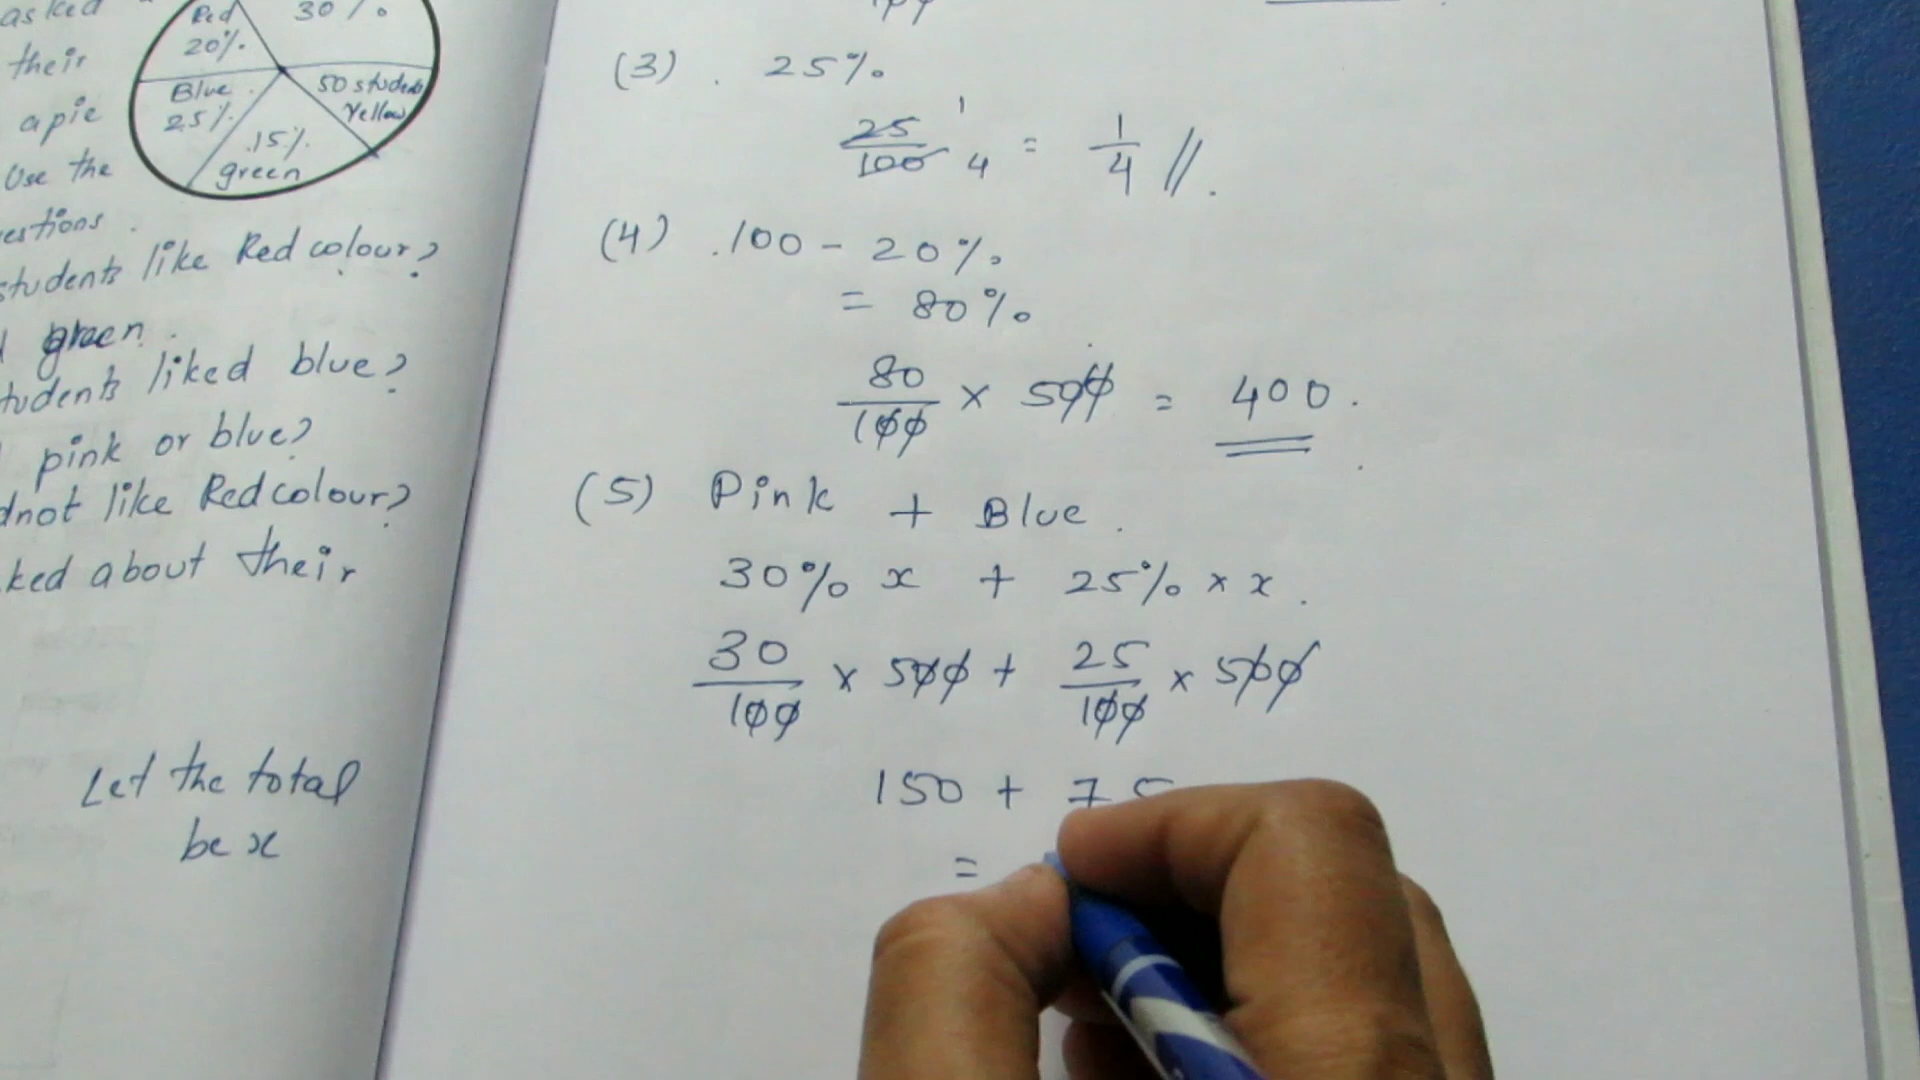 asked
their
a pie
Use the
estions.
students like Red colour?
green.
tudents liked blue?
pink or blue?
dnot like Red colour?
ked about their
Let the total
be x
Red
20%.
30%
Blue
25%
50 students
Yellow
15%.
green
(3) . 25%
25/100 1 4 = 1/4 //.
(4) .100 - 20%
= 80%
80/100 x 500 = 400.
(5) Pink + Blue.
30% x + 25% x x.
30/100 x 500 + 25/100 x 500
150 + 75
=